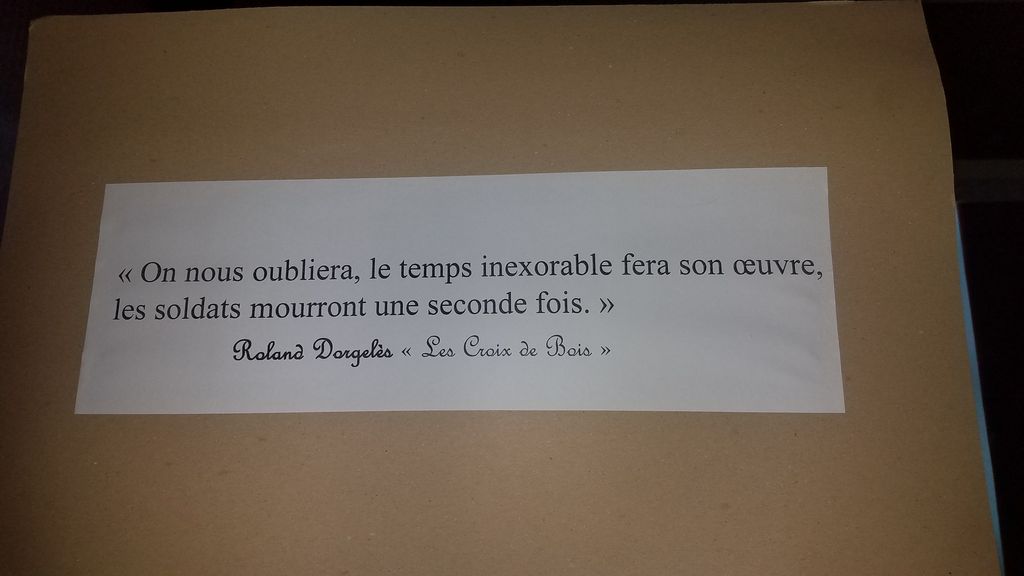 « On nous oubliera, le temps inexorable fera son œuvre,
les soldats mourront une seconde fois. »
Roland Dorgelès « Les Croix de Bois »